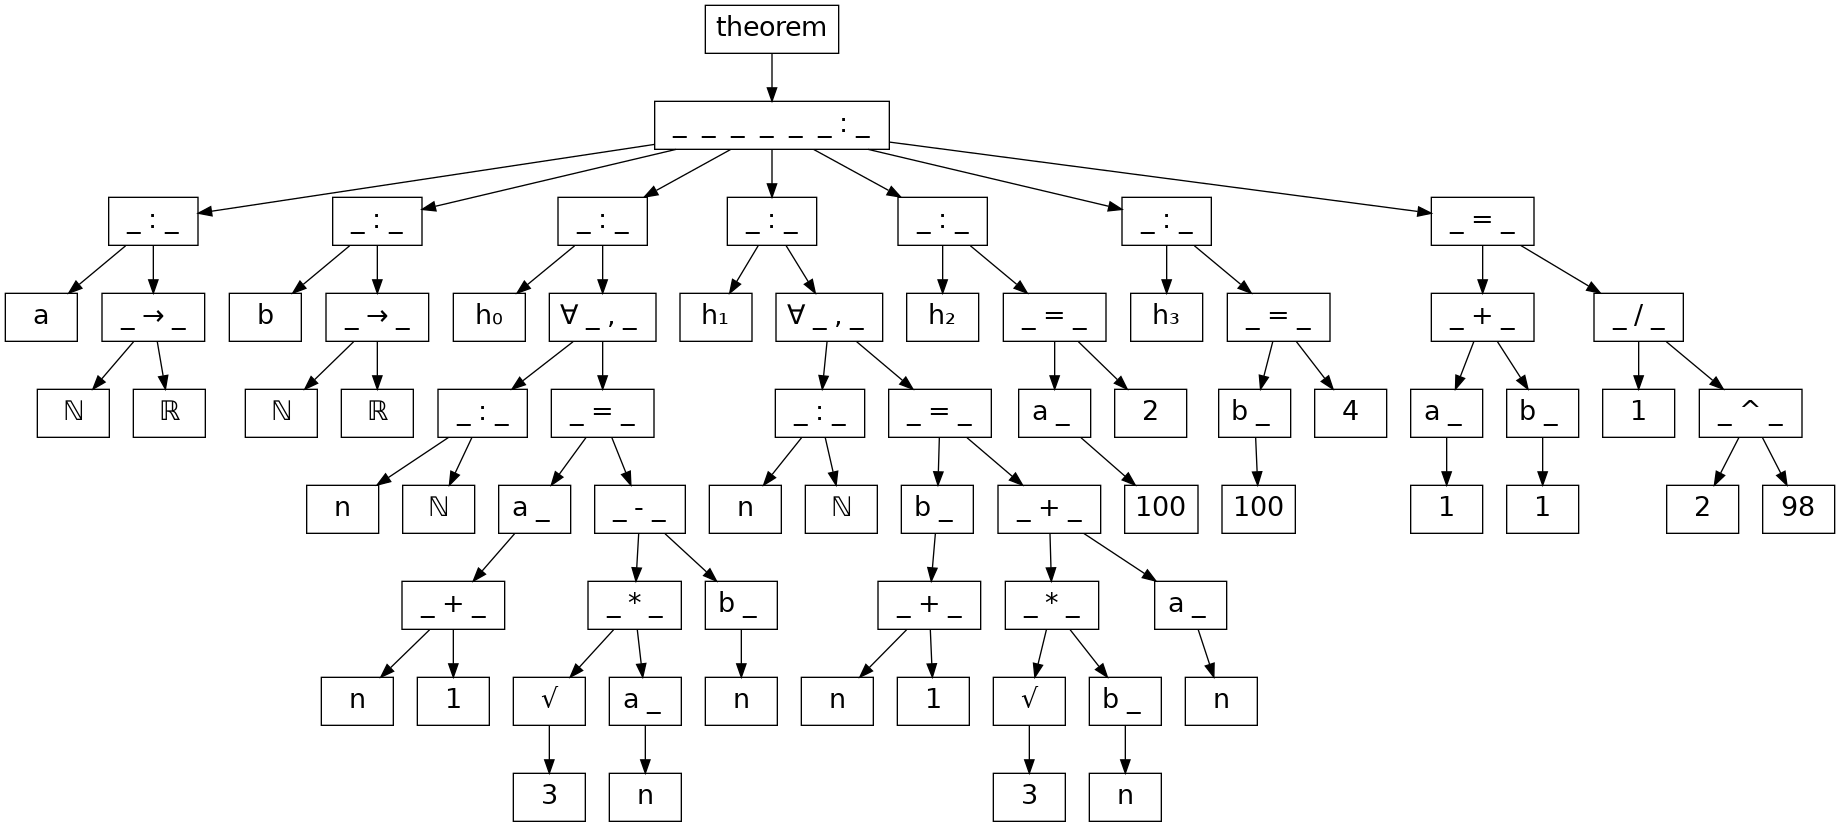 theorem
_ _ _ _ _ _ : _
_ : _ _ : _ _ : _ _ : _ _ : _ _ : _ _ = _
a _ → _ b _ → _ h₀ ∀ _ , _ h₁ ∀ _ , _ h₂ _ = _ h₃ _ = _ _ + _ _ / _
ℕ ℝ ℕ ℝ _ : _ _ = _ _ : _ _ = _ a _ 2 b _ 4 a _ b _ 1 _ ^ _
n ℕ a _ _ - _ n ℕ b _ _ + _ 100 100 1 1 2 98
_ + _ _ * _ b _ _ + _ _ * _ a _
n 1 √ a _ n n 1 √ b _ n
3 n 3 n